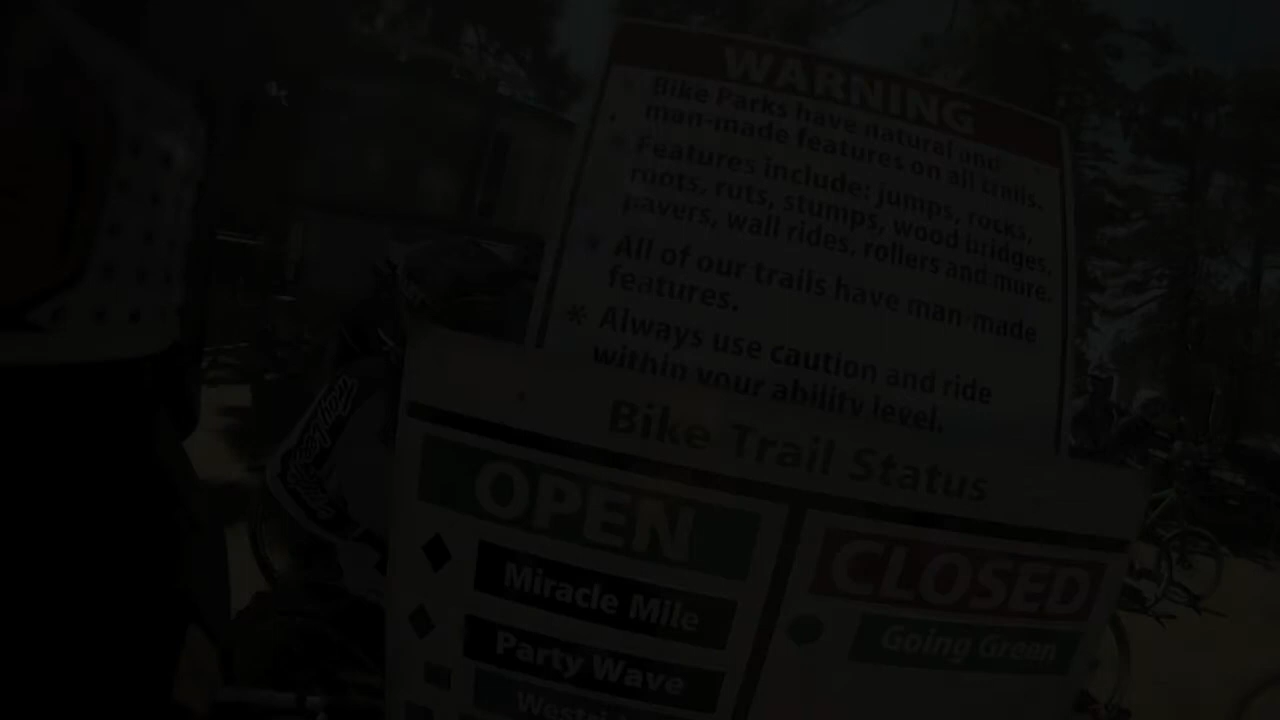 WARNING
Bike Parks have natural and
man-made features on all trails.
Features include: jumps, rocks,
roots, ruts, stumps, wood bridges,
pavers, wall rides, rollers and more.
All of our trails have man-made
features.
* Always use caution and ride
within your ability level.
Bike Trail Status
OPEN
Miracle Mile
Party Wave
CLOSED
Going Green